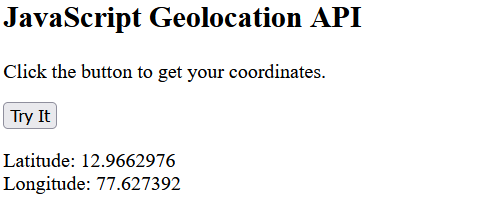 JavaScript Geolocation API
Click the button to get your coordinates.
Try It
Latitude: 12.9662976
Longitude: 77.627392